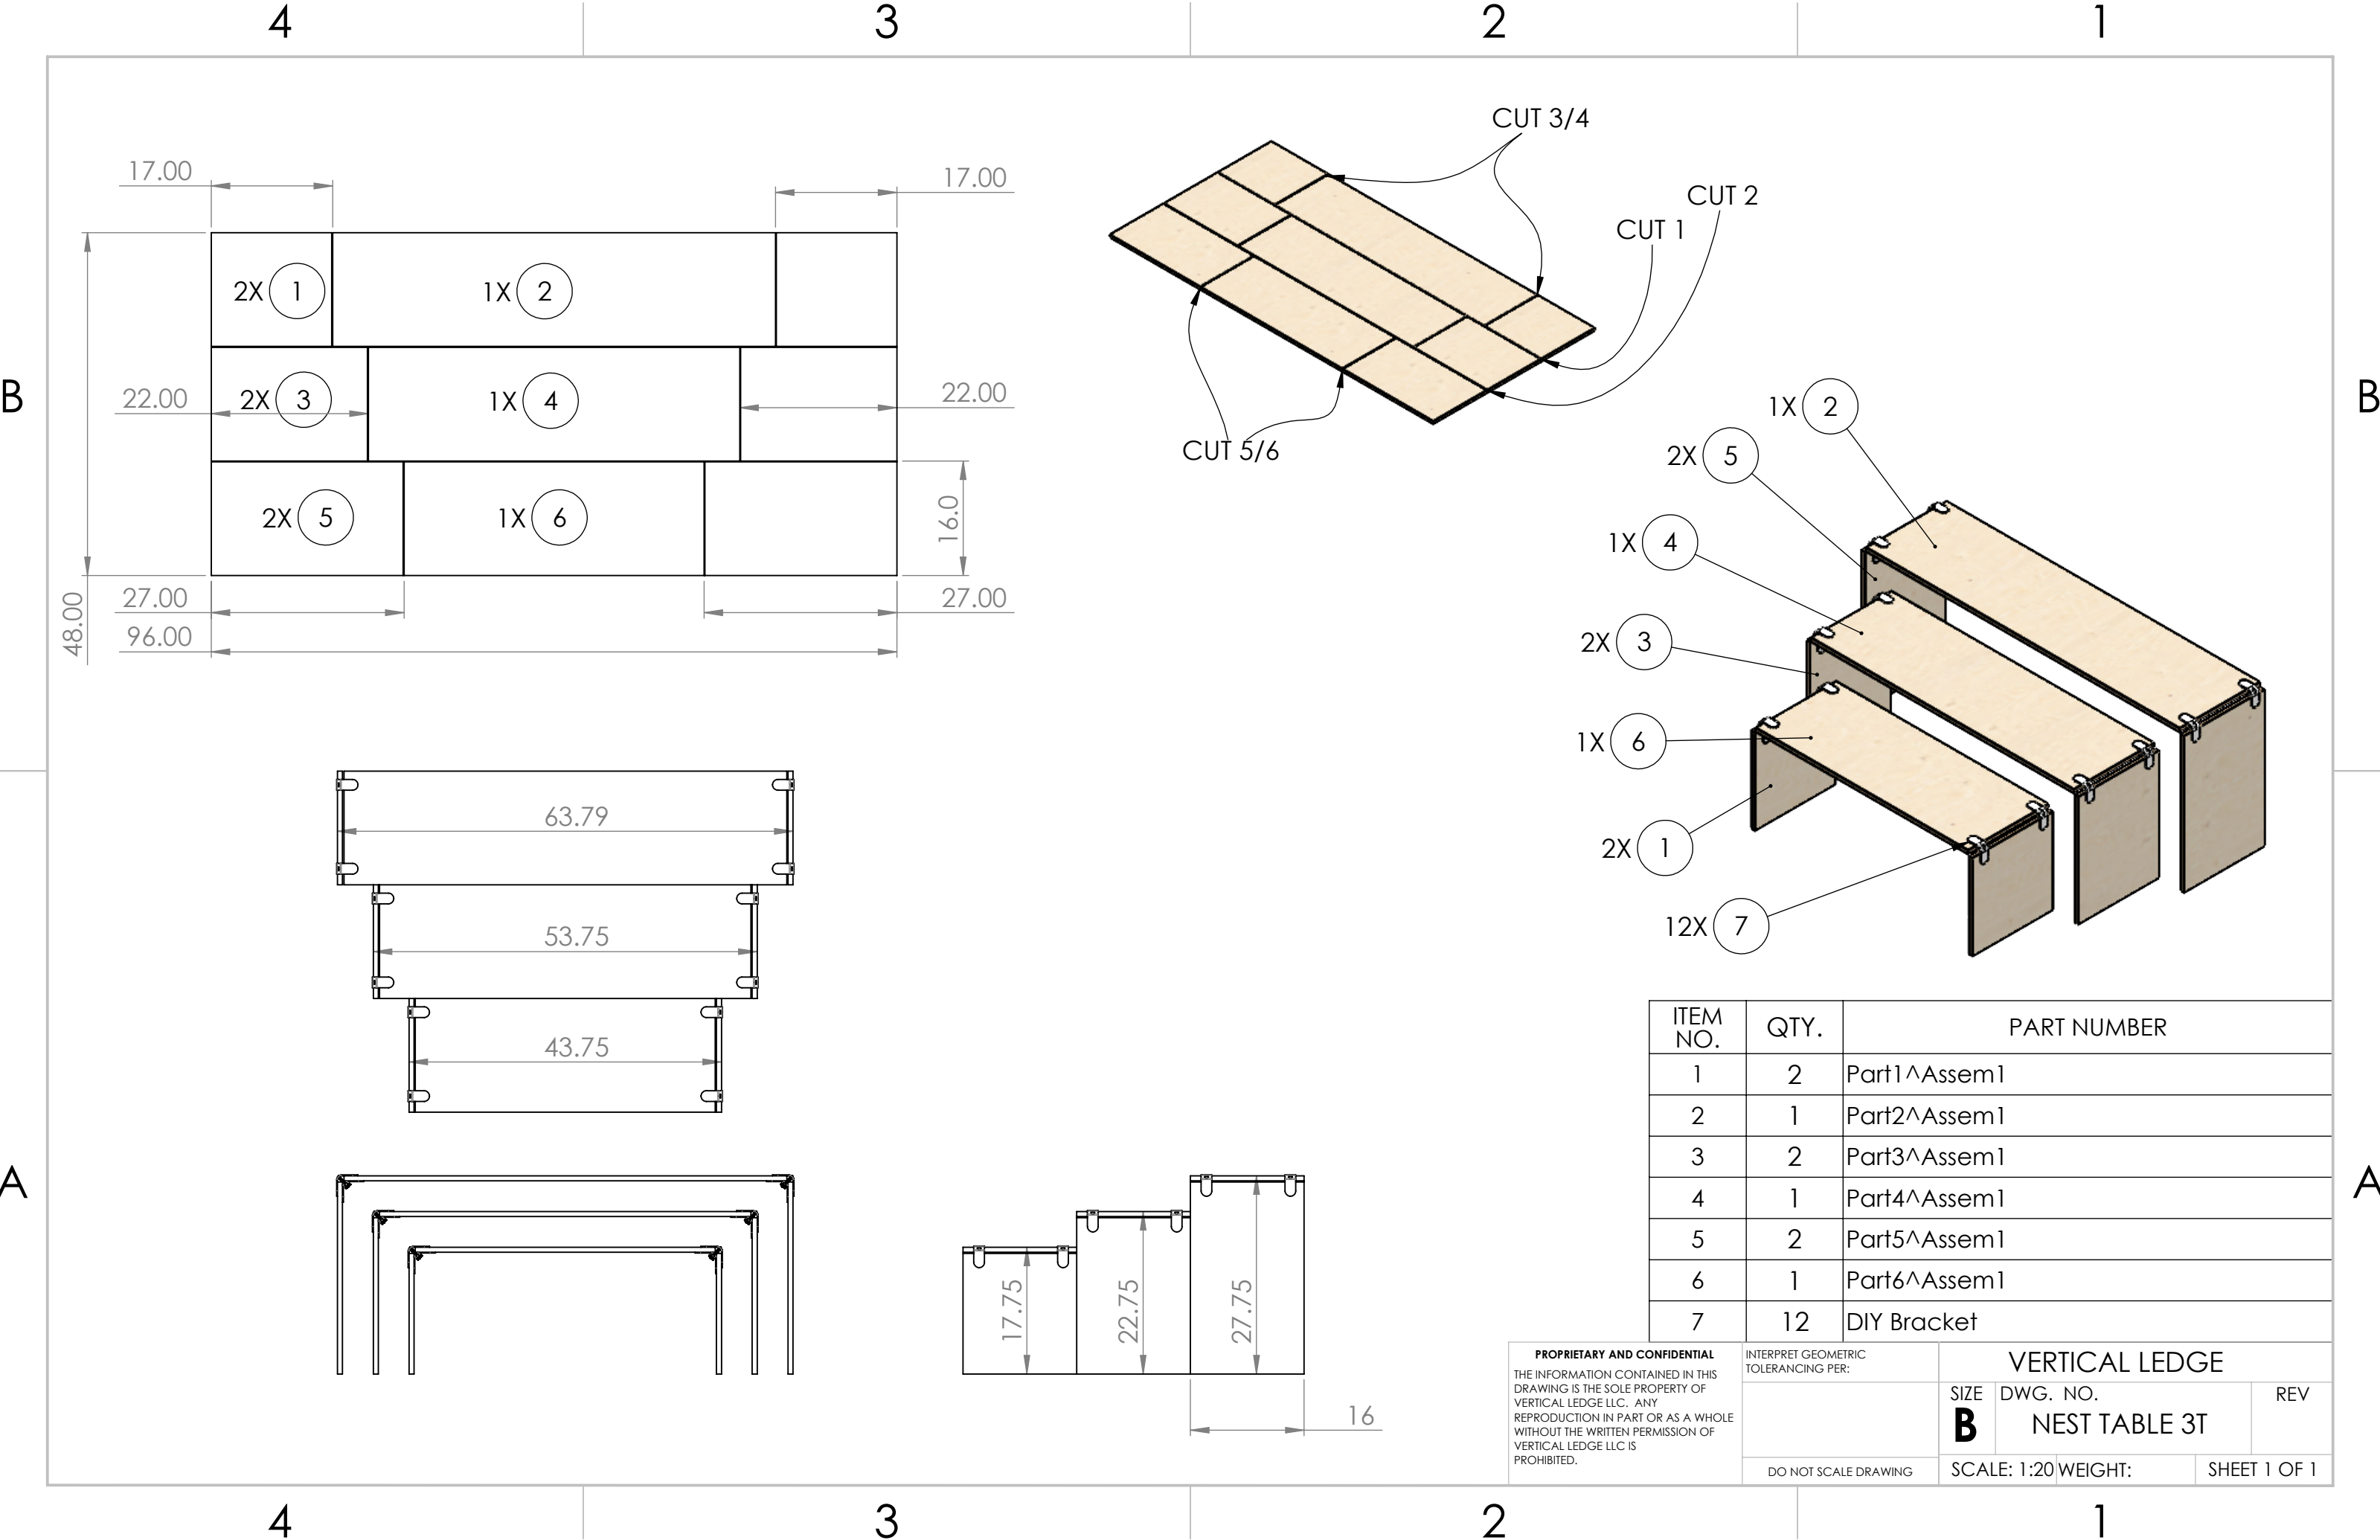 4 3 2 1
B B
A A
17.00 17.00
2X 1 1X 2
22.00 2X 3 1X 4 22.00
2X 5 1X 6 16.0
48.00
27.00 27.00
96.00
CUT 3/4
CUT 2
CUT 1
CUT 5/6
1X 2
2X 5
1X 4
2X 3
1X 6
2X 1
12X 7
63.79
53.75
43.75
17.75 22.75 27.75
16
ITEM NO. QTY. PART NUMBER
1 2 Part1^Assem1
2 1 Part2^Assem1
3 2 Part3^Assem1
4 1 Part4^Assem1
5 2 Part5^Assem1
6 1 Part6^Assem1
7 12 DIY Bracket
PROPRIETARY AND CONFIDENTIAL
THE INFORMATION CONTAINED IN THIS
DRAWING IS THE SOLE PROPERTY OF
VERTICAL LEDGE LLC. ANY
REPRODUCTION IN PART OR AS A WHOLE
WITHOUT THE WRITTEN PERMISSION OF
VERTICAL LEDGE LLC IS
PROHIBITED.
INTERPRET GEOMETRIC
TOLERANCING PER:
DO NOT SCALE DRAWING
VERTICAL LEDGE
SIZE DWG. NO. REV
B NEST TABLE 3T
SCALE: 1:20 WEIGHT: SHEET 1 OF 1
4 3 2 1